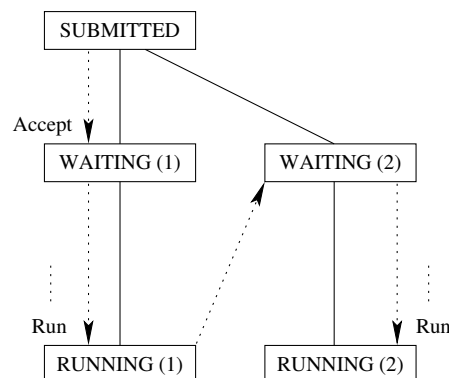 SUBMITTED
Accept
WAITING (1)
WAITING (2)
Run
Run
RUNNING (1)
RUNNING (2)